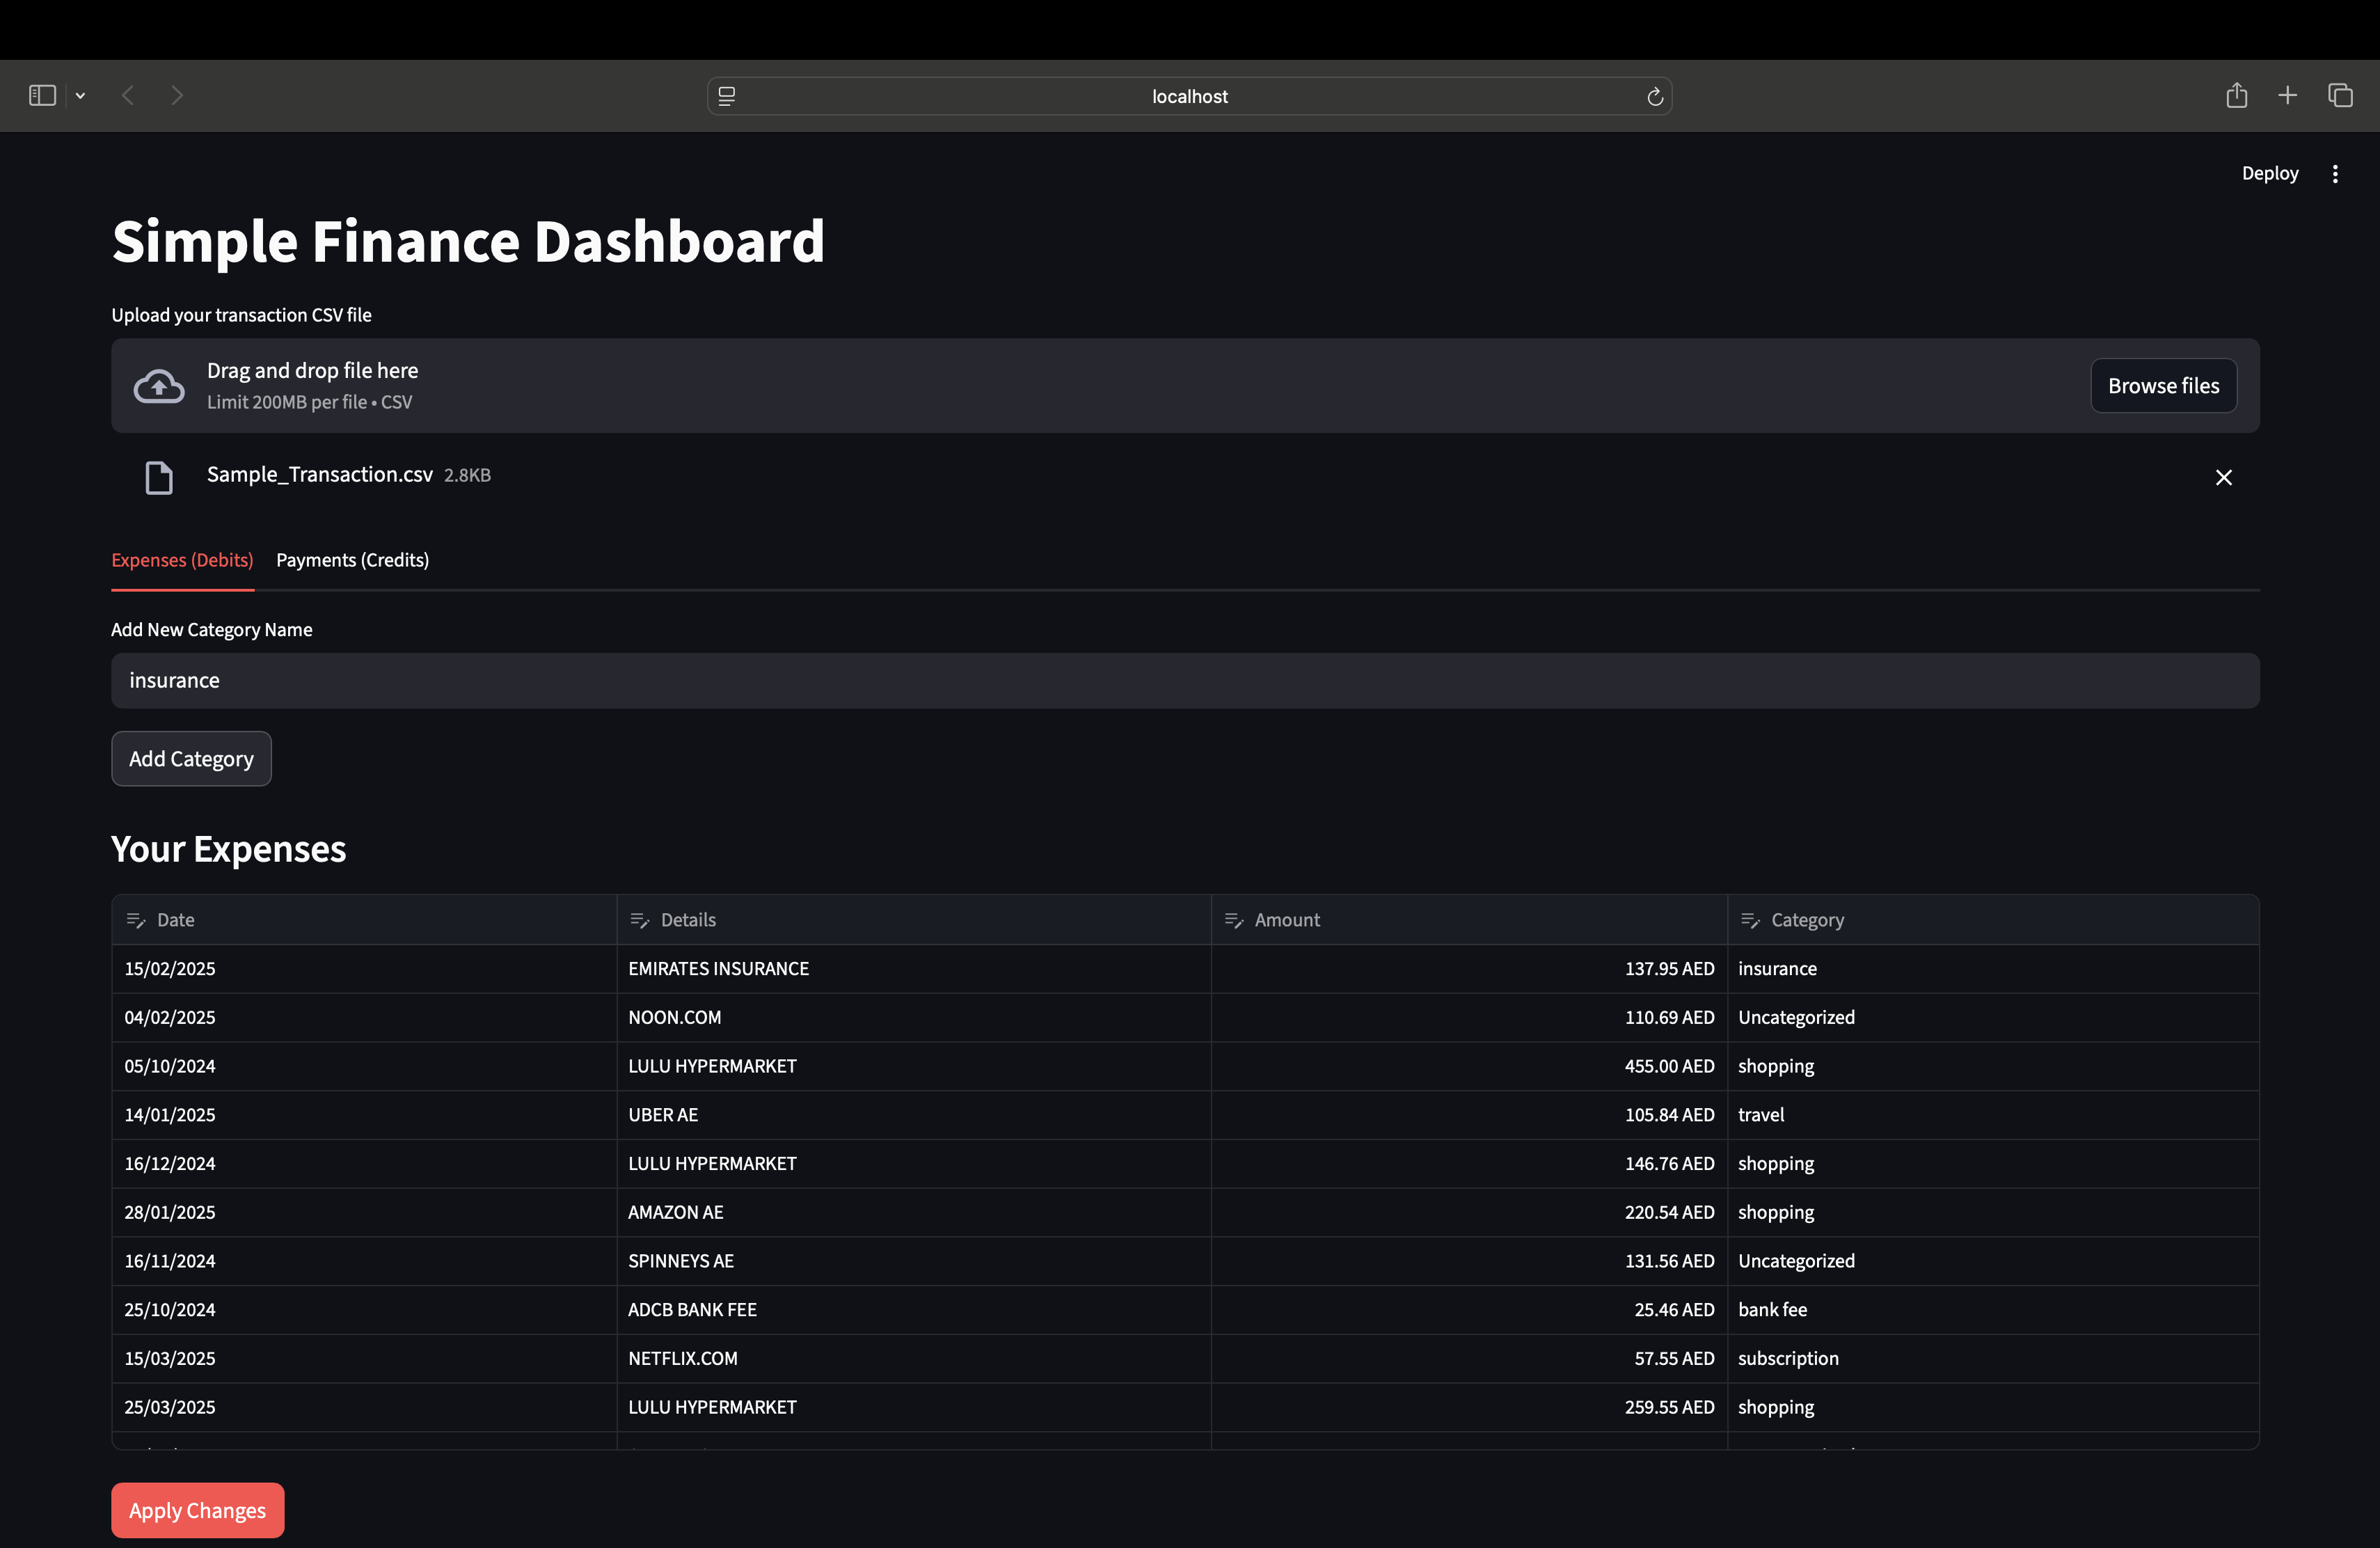 localhost
Deploy
Simple Finance Dashboard
Upload your transaction CSV file
Drag and drop file here
Limit 200MB per file • CSV
Browse files
Sample_Transaction.csv 2.8KB
Expenses (Debits) Payments (Credits)
Add New Category Name
insurance
Add Category
Your Expenses
Date Details Amount Category
15/02/2025 EMIRATES INSURANCE 137.95 AED insurance
04/02/2025 NOON.COM 110.69 AED Uncategorized
05/10/2024 LULU HYPERMARKET 455.00 AED shopping
14/01/2025 UBER AE 105.84 AED travel
16/12/2024 LULU HYPERMARKET 146.76 AED shopping
28/01/2025 AMAZON AE 220.54 AED shopping
16/11/2024 SPINNEYS AE 131.56 AED Uncategorized
25/10/2024 ADCB BANK FEE 25.46 AED bank fee
15/03/2025 NETFLIX.COM 57.55 AED subscription
25/03/2025 LULU HYPERMARKET 259.55 AED shopping
Apply Changes